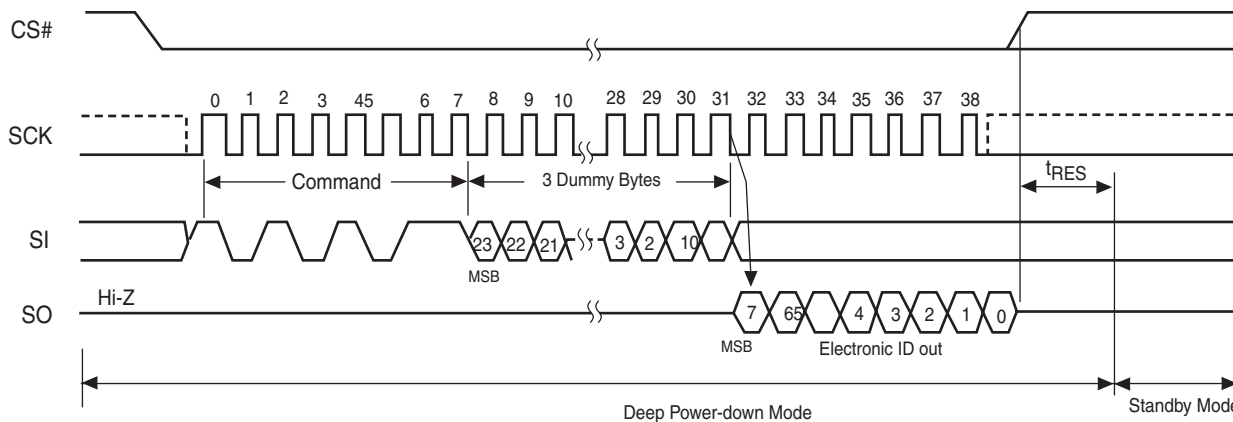 CS#
0 1 2 3 45 6 7 8 9 10 28 29 30 31 32 33 34 35 36 37 38
SCK
tRES
Command 3 Dummy Bytes
SI
23 22 21 3 2 10
MSB
Hi-Z
SO
7 65 4 3 2 1 0
MSB Electronic ID out
Deep Power-down Mode Standby Mode